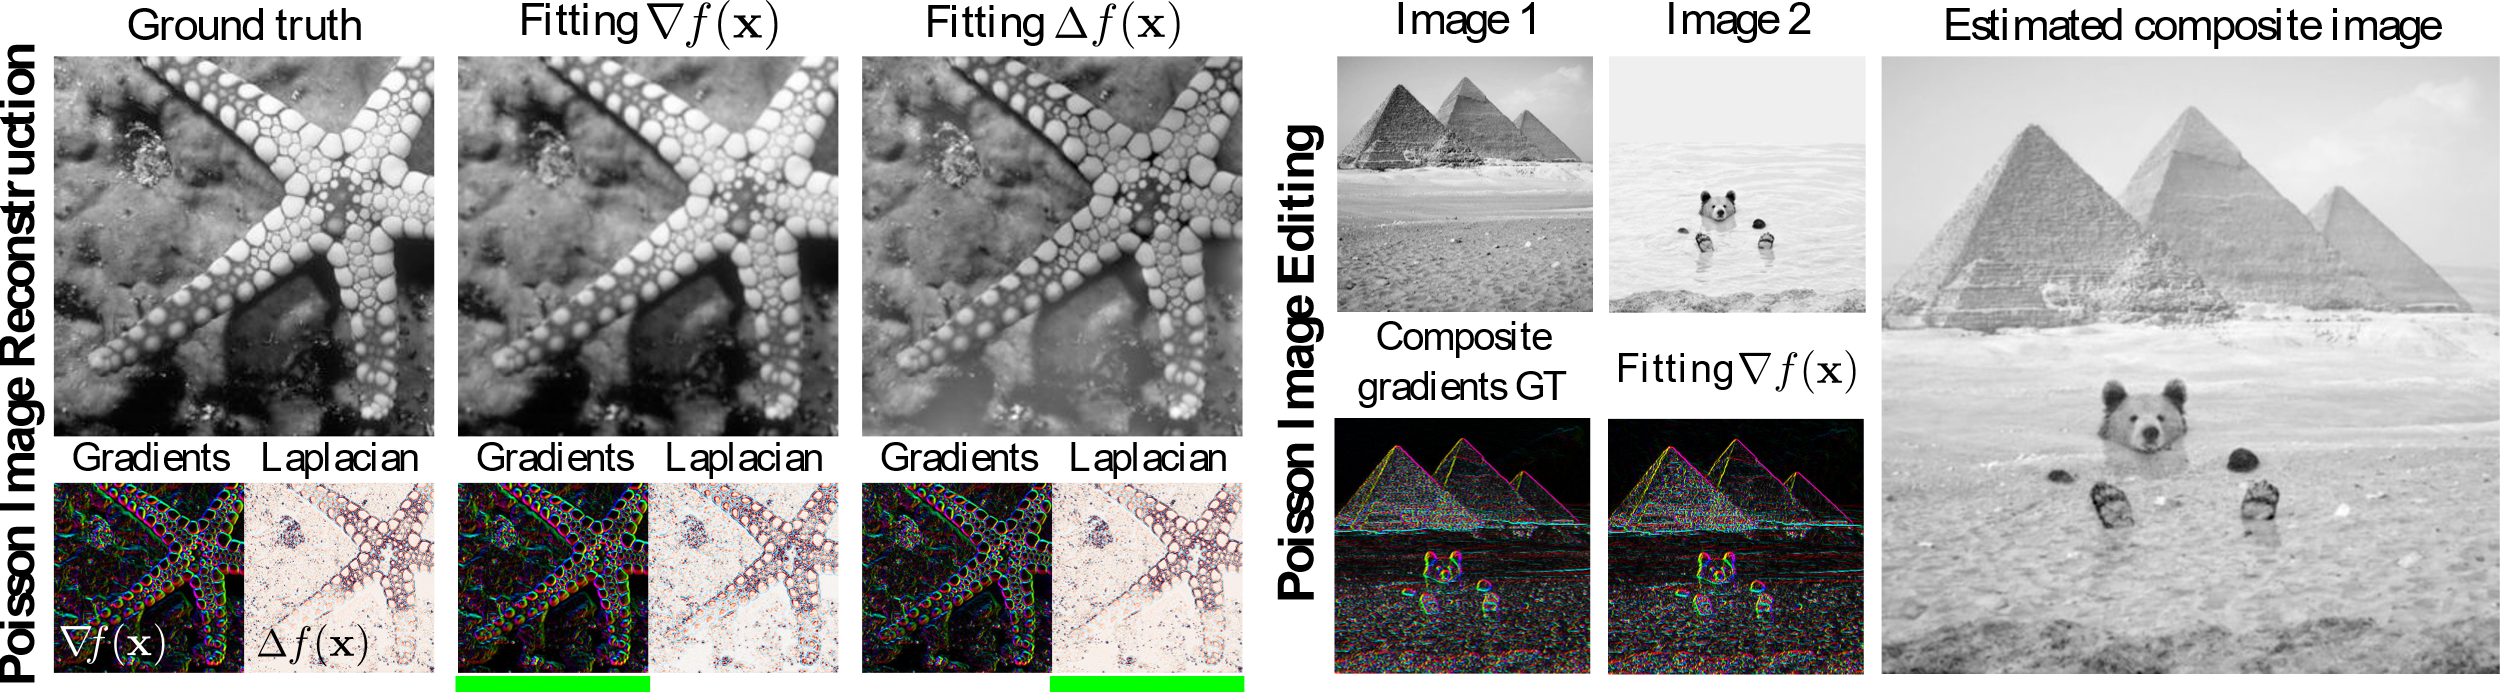 Poisson Image Reconstruction
Ground truth
Fitting ∇f(x)
Fitting Δf(x)
Gradients
Laplacian
Gradients
Laplacian
Gradients
Laplacian
∇f(x)
Δf(x)
Poisson Image Editing
Image 1
Image 2
Estimated composite image
Composite
gradients GT
Fitting ∇f(x)